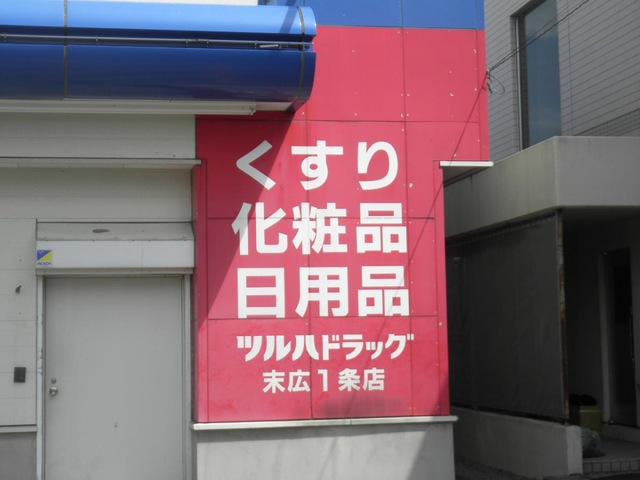 くすり
化粧品
日用品
ツルハドラッグ
末広1条店